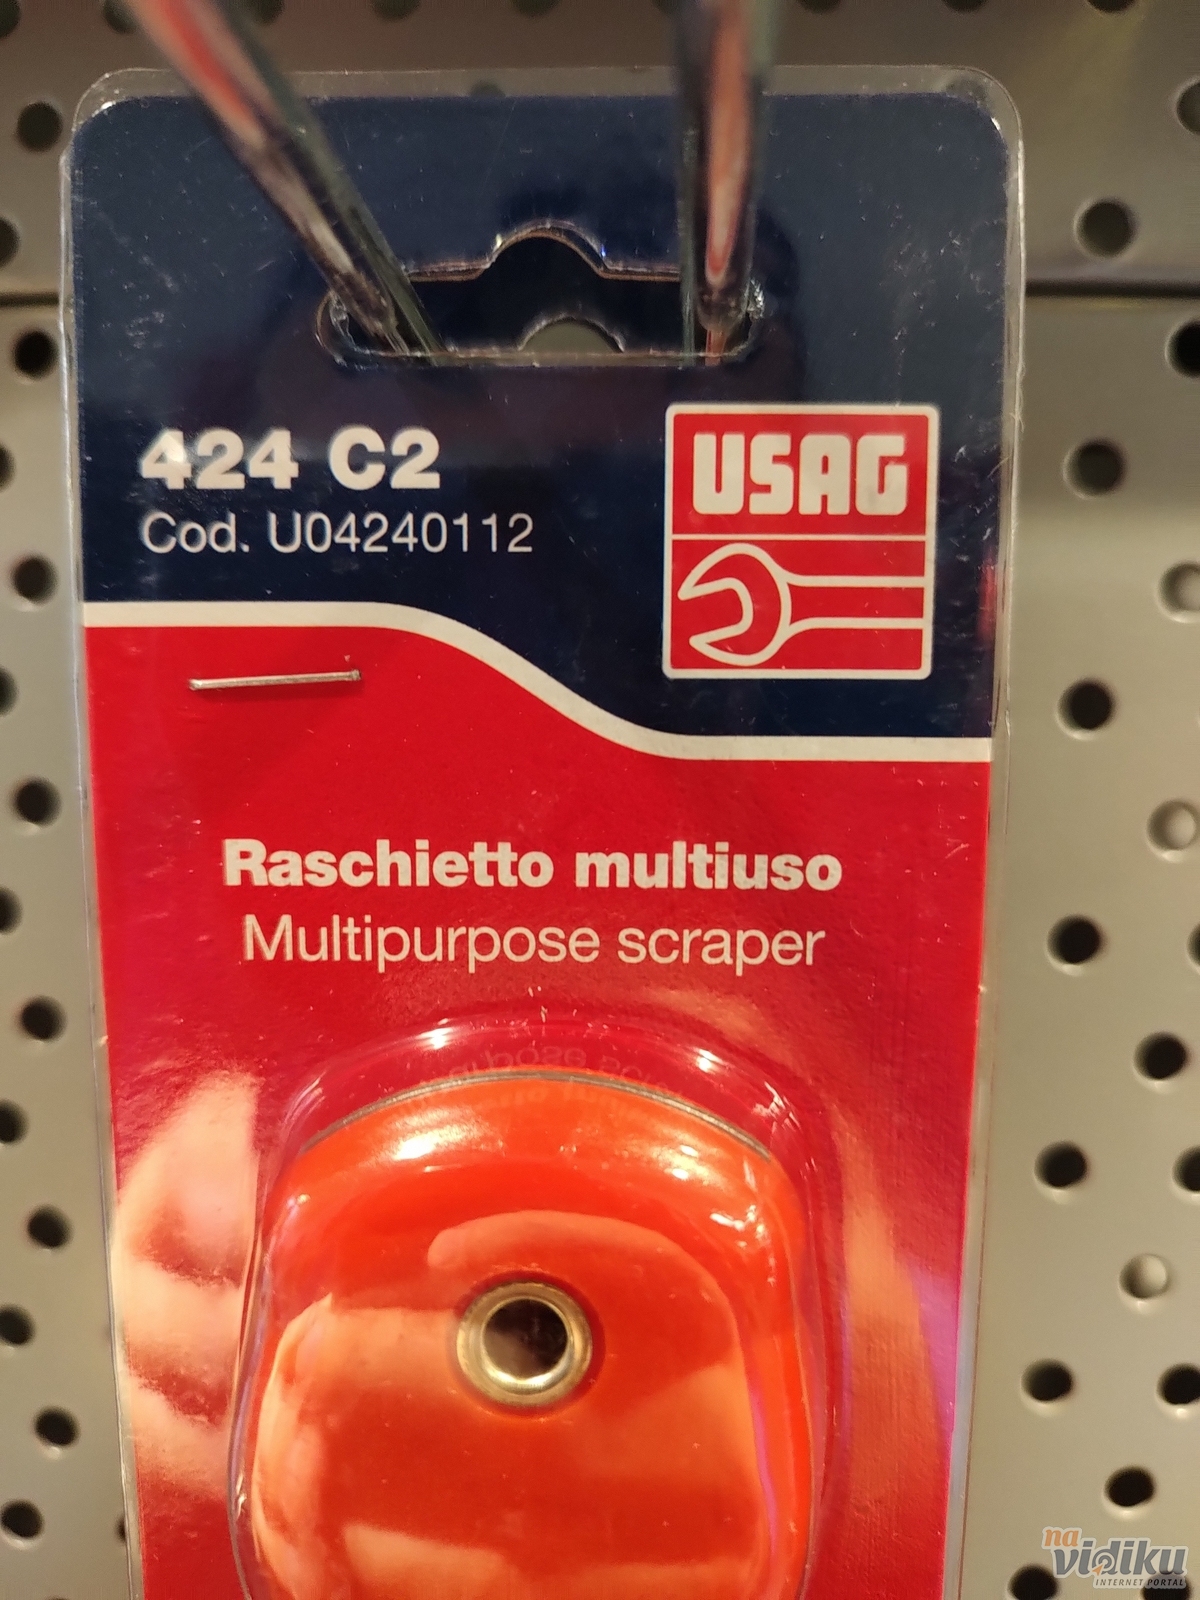 424 C2
Cod. U04240112
USAG
Raschietto multiuso
Multipurpose scraper
na
vidiku
INTERNET PORTAL